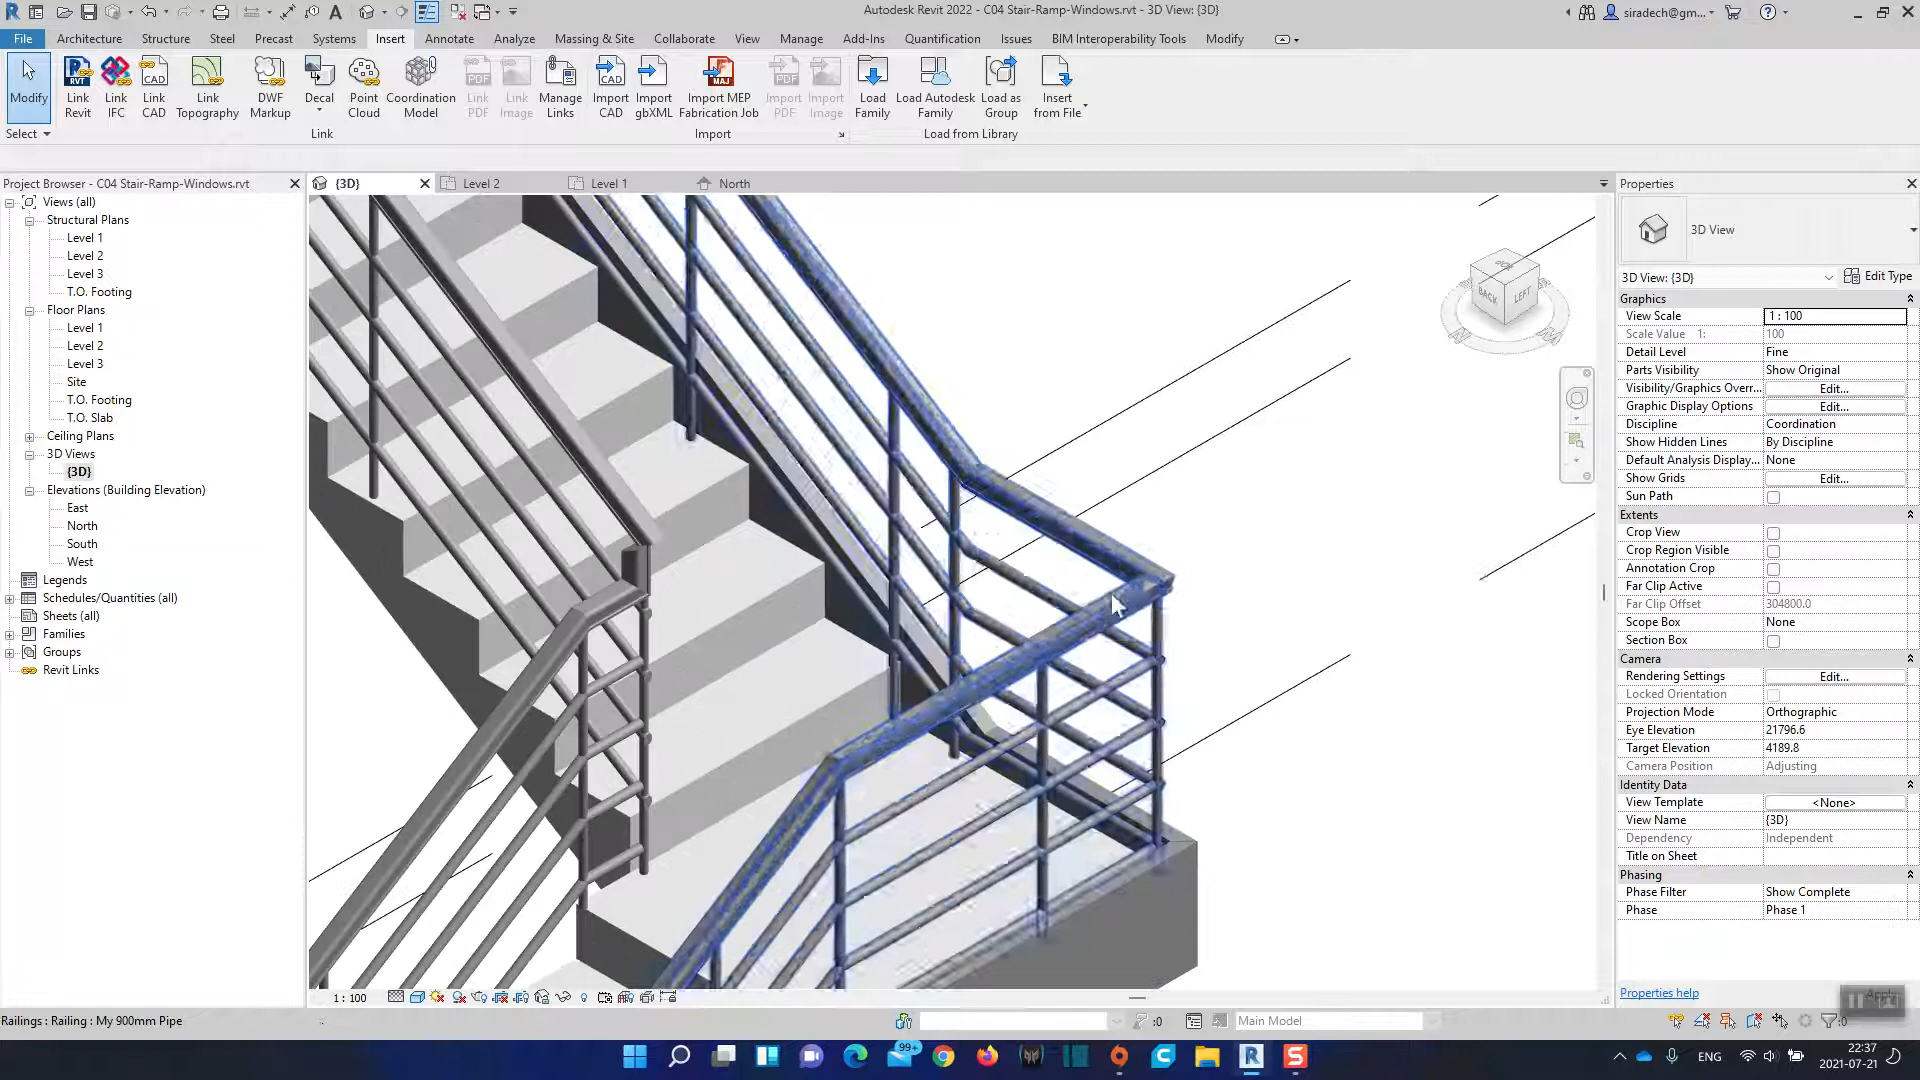 Autodesk Revit 2022 - C04 Stair-Ramp-Windows.rvt - 3D View: {3D}
siradech@gm...
File Architecture Structure Steel Precast Systems Insert Annotate Analyze Massing & Site Collaborate View Manage Add-Ins Quantification Issues BIM Interoperability Tools Modify
Modify
Link Revit
Link IFC
Link CAD
Link Topography
DWF Markup
Decal
Point Cloud
Coordination Model
Link PDF
Link Image
Manage Links
Import CAD
Import gbXML
Import MEP Fabrication Job
Import PDF
Import Image
Load Family
Load Autodesk Family
Load as Group
Insert from File
Select
Link
Import
Load from Library
Project Browser - C04 Stair-Ramp-Windows.rvt
Views (all)
Structural Plans
Level 1
Level 2
Level 3
T.O. Footing
Floor Plans
Level 1
Level 2
Level 3
Site
T.O. Footing
T.O. Slab
Ceiling Plans
3D Views
{3D}
Elevations (Building Elevation)
East
North
South
West
Legends
Schedules/Quantities (all)
Sheets (all)
Families
Groups
Revit Links
{3D}
Level 2
Level 1
North
BACK
LEFT
1 : 100
Properties
3D View
3D View: {3D}
Edit Type
Graphics
View Scale 1 : 100
Scale Value 1: 100
Detail Level Fine
Parts Visibility Show Original
Visibility/Graphics Overr... Edit...
Graphic Display Options Edit...
Discipline Coordination
Show Hidden Lines By Discipline
Default Analysis Display... None
Show Grids Edit...
Sun Path
Extents
Crop View
Crop Region Visible
Annotation Crop
Far Clip Active
Far Clip Offset 304800.0
Scope Box None
Section Box
Camera
Rendering Settings Edit...
Locked Orientation
Projection Mode Orthographic
Eye Elevation 21796.6
Target Elevation 4189.8
Camera Position Adjusting
Identity Data
View Template <None>
View Name {3D}
Dependency Independent
Title on Sheet
Phasing
Phase Filter Show Complete
Phase Phase 1
Properties help
Apply
Railings : Railing : My 900mm Pipe
:0
Main Model
:0
99+
ENG
22:37
2021-07-21